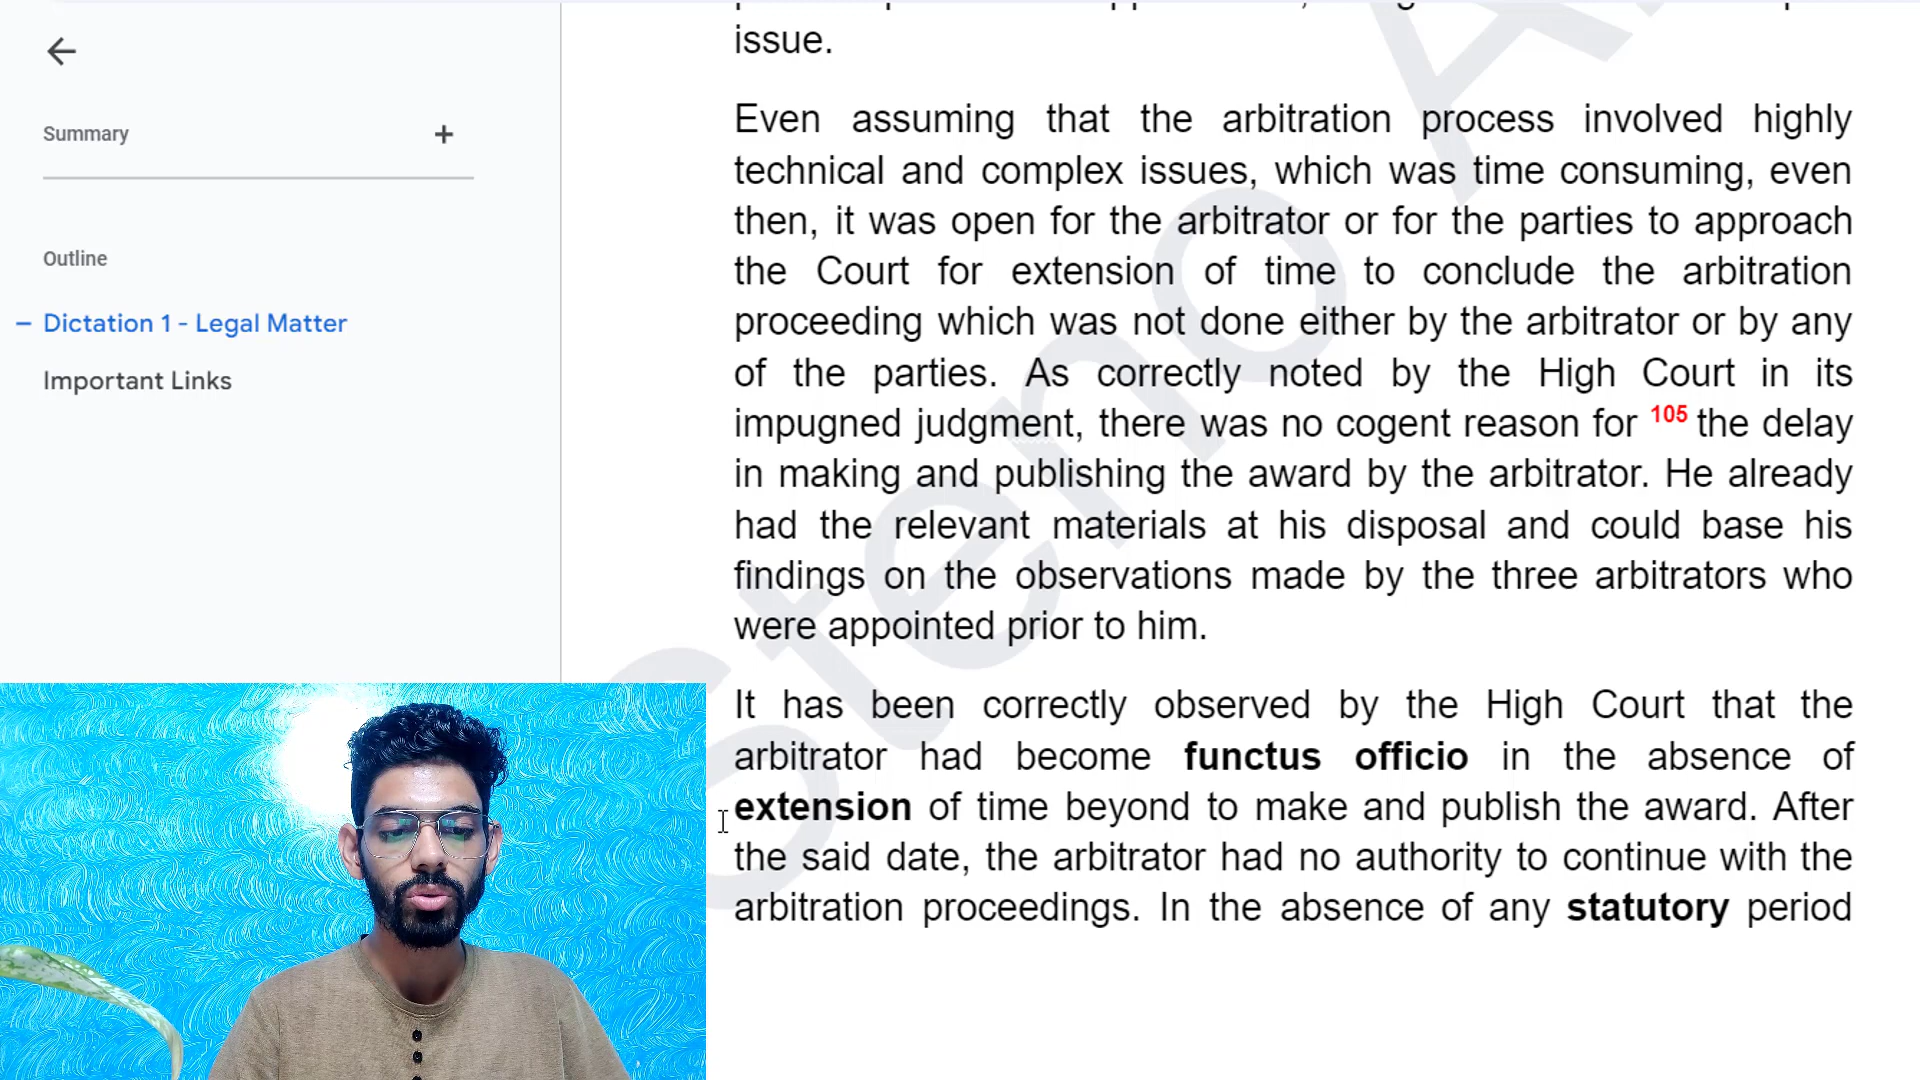 issue.
Summary
Outline
Dictation 1 - Legal Matter
Important Links
Even assuming that the arbitration process involved highly
technical and complex issues, which was time consuming, even
then, it was open for the arbitrator or for the parties to approach
the Court for extension of time to conclude the arbitration
proceeding which was not done either by the arbitrator or by any
of the parties. As correctly noted by the High Court in its
impugned judgment, there was no cogent reason for 105 the delay
in making and publishing the award by the arbitrator. He already
had the relevant materials at his disposal and could base his
findings on the observations made by the three arbitrators who
were appointed prior to him.
It has been correctly observed by the High Court that the
arbitrator had become functus officio in the absence of
extension of time beyond to make and publish the award. After
the said date, the arbitrator had no authority to continue with the
arbitration proceedings. In the absence of any statutory period
Steno